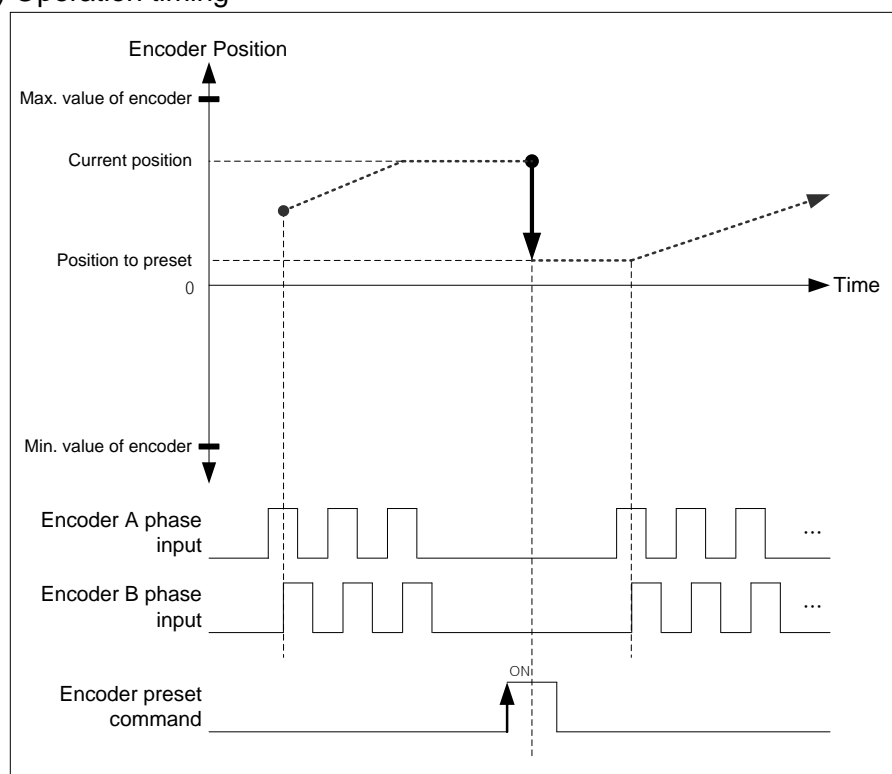 ) Operation timing
Encoder Position
Max. value of encoder
Current position
Position to preset
0
Time
Min. value of encoder
Encoder A phase
input
...
Encoder B phase
input
...
ON
Encoder preset
command